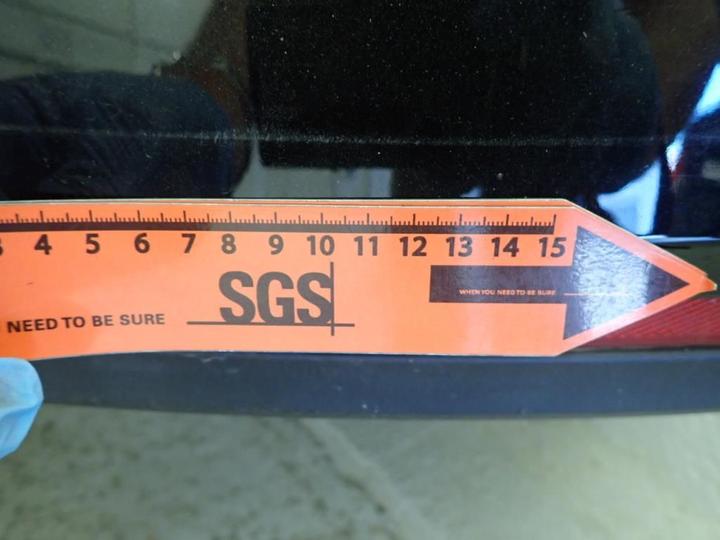 4 5 6 7 8 9 10 11 12 13 14 15
SGS
WHEN YOU NEED TO BE SURE
NEED TO BE SURE